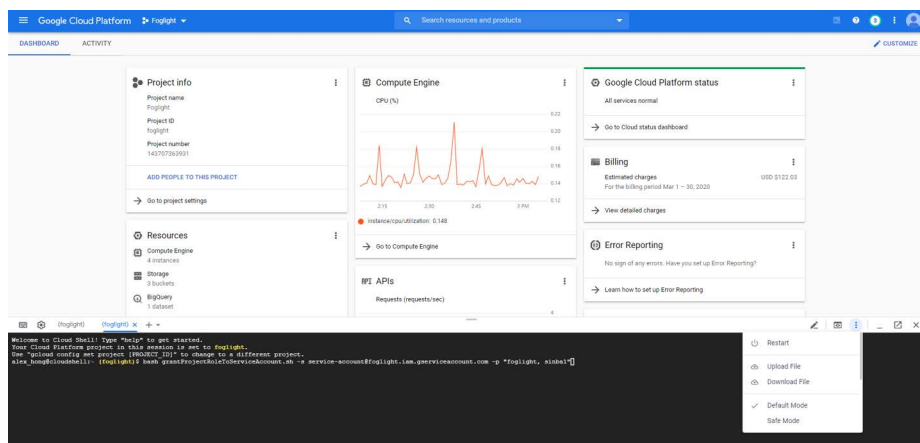 Google Cloud Platform
Foglight
Search resources and products
DASHBOARD
ACTIVITY
CUSTOMIZE
Project info
Project name
Foglight
Project ID
foglight
Project number
143707363931
ADD PEOPLE TO THIS PROJECT
Go to project settings
Resources
Compute Engine
4 instances
Storage
3 buckets
BigQuery
1 dataset
Compute Engine
CPU (%)
0.22
0.20
0.18
0.16
0.14
0.12
2:15
2:30
2:45
3 PM
instance/cpu/utilization: 0.148
Go to Compute Engine
APIs
Requests (requests/sec)
4
Google Cloud Platform status
All services normal
Go to Cloud status dashboard
Billing
Estimated charges
USD $122.03
For the billing period Mar 1 – 30, 2020
View detailed charges
Error Reporting
No sign of any errors. Have you set up Error Reporting?
Learn how to set up Error Reporting
(foglight)
(foglight)
Welcome to Cloud Shell! Type "help" to get started.
Your Cloud Platform project in this session is set to foglight.
Use "gcloud config set project [PROJECT_ID]" to change to a different project.
alex_hong@cloudshell:~ (foglight)$ bash grantProjectRoleToServiceAccount.sh -s service-account@foglight.iam.gserviceaccount.com -p "foglight, sinbal"
Restart
Upload File
Download File
Default Mode
Safe Mode